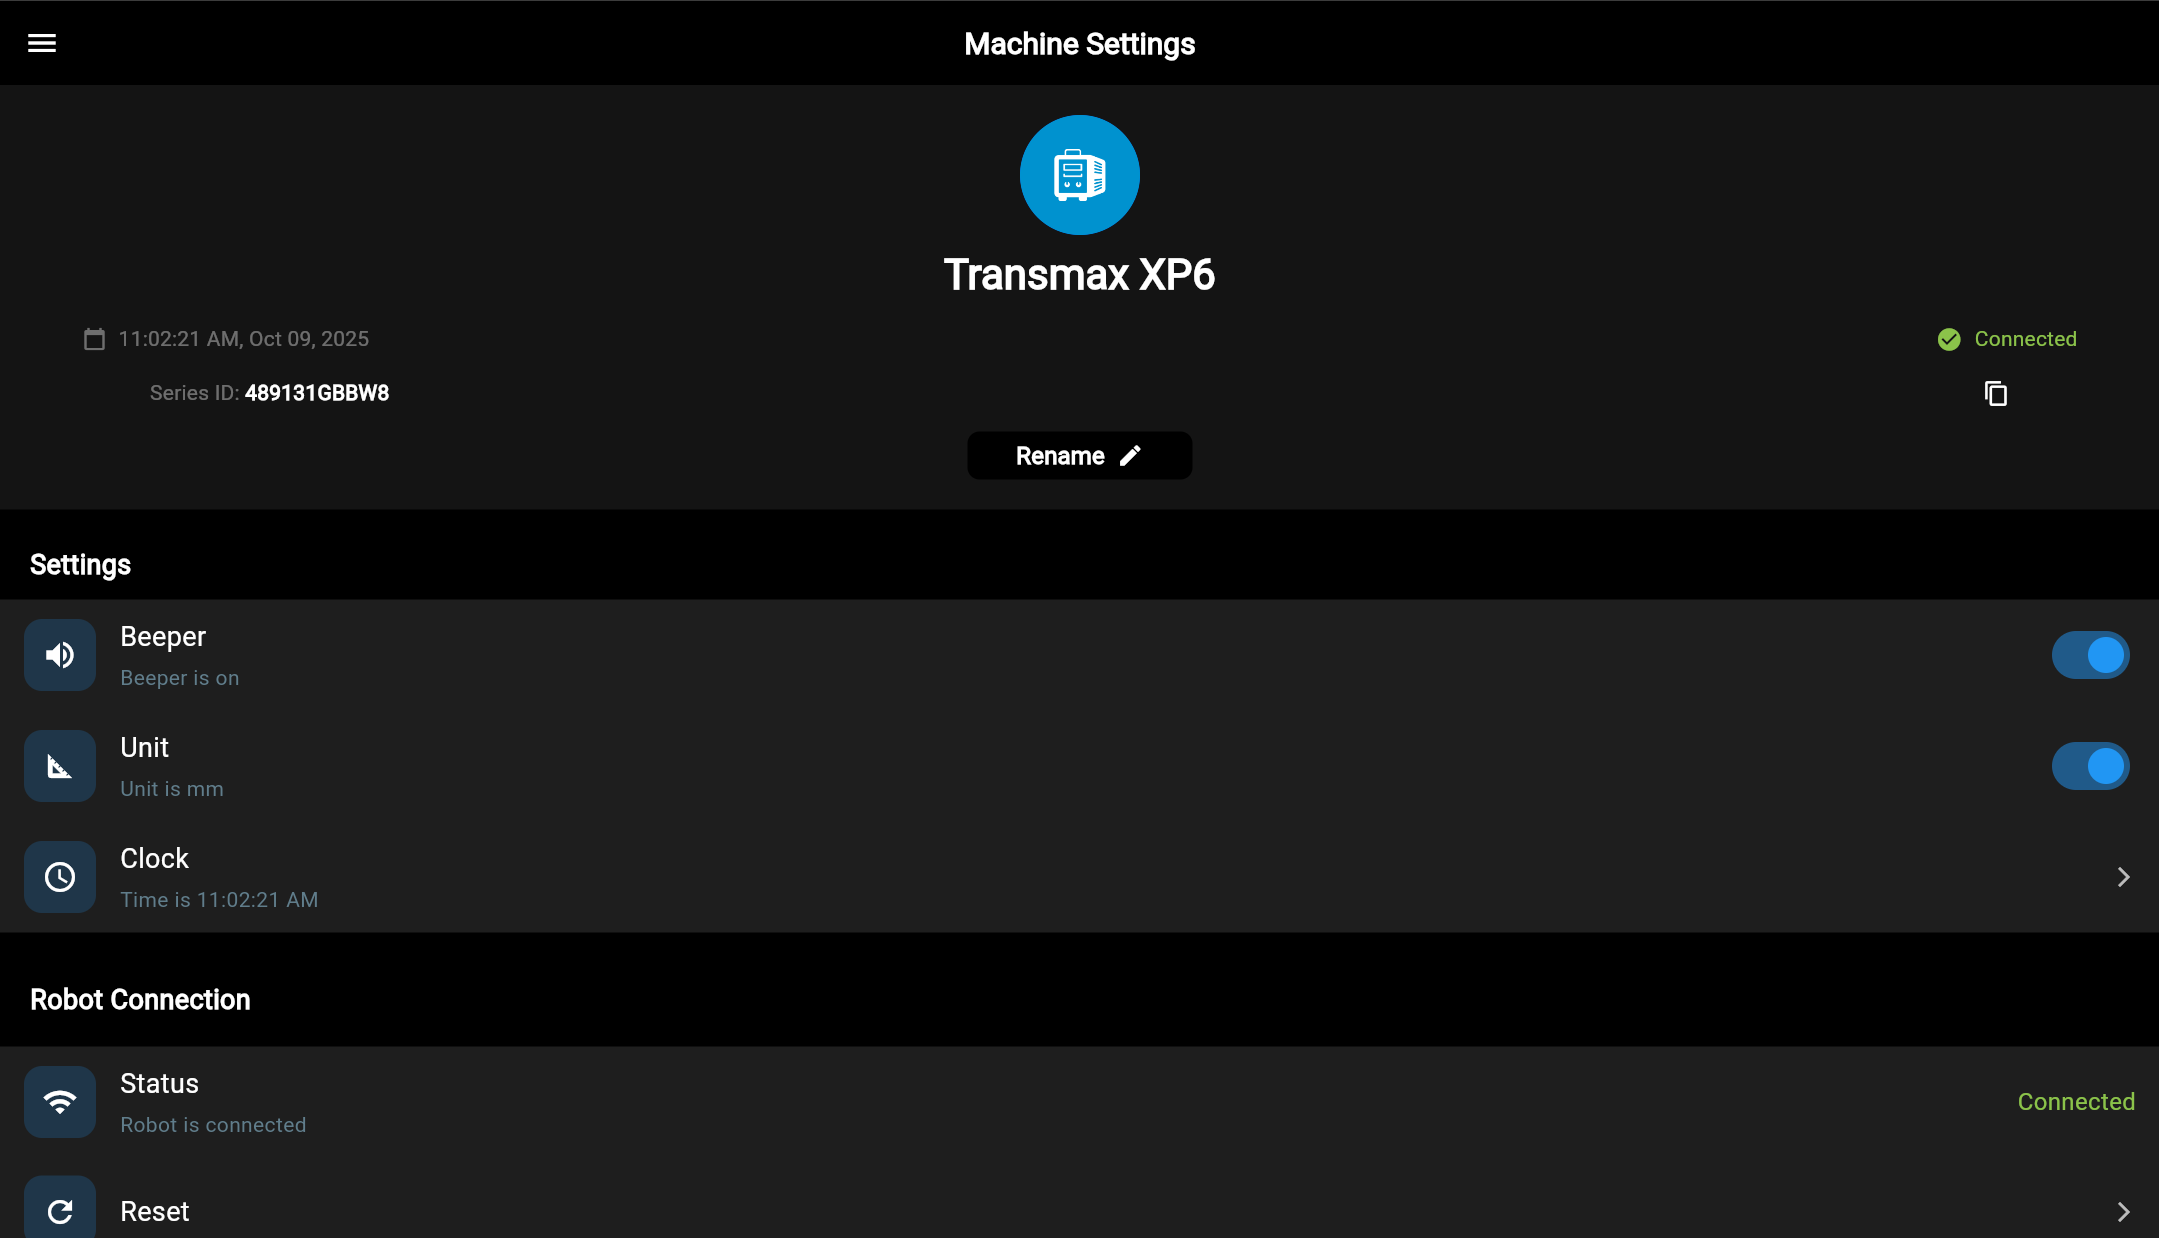 Machine Settings
Transmax XP6
11:02:21 AM, Oct 09, 2025
Connected
Series ID: 489131GBBW8
Rename
Settings
Beeper
Beeper is on
Unit
Unit is mm
Clock
Time is 11:02:21 AM
Robot Connection
Status
Robot is connected
Connected
Reset